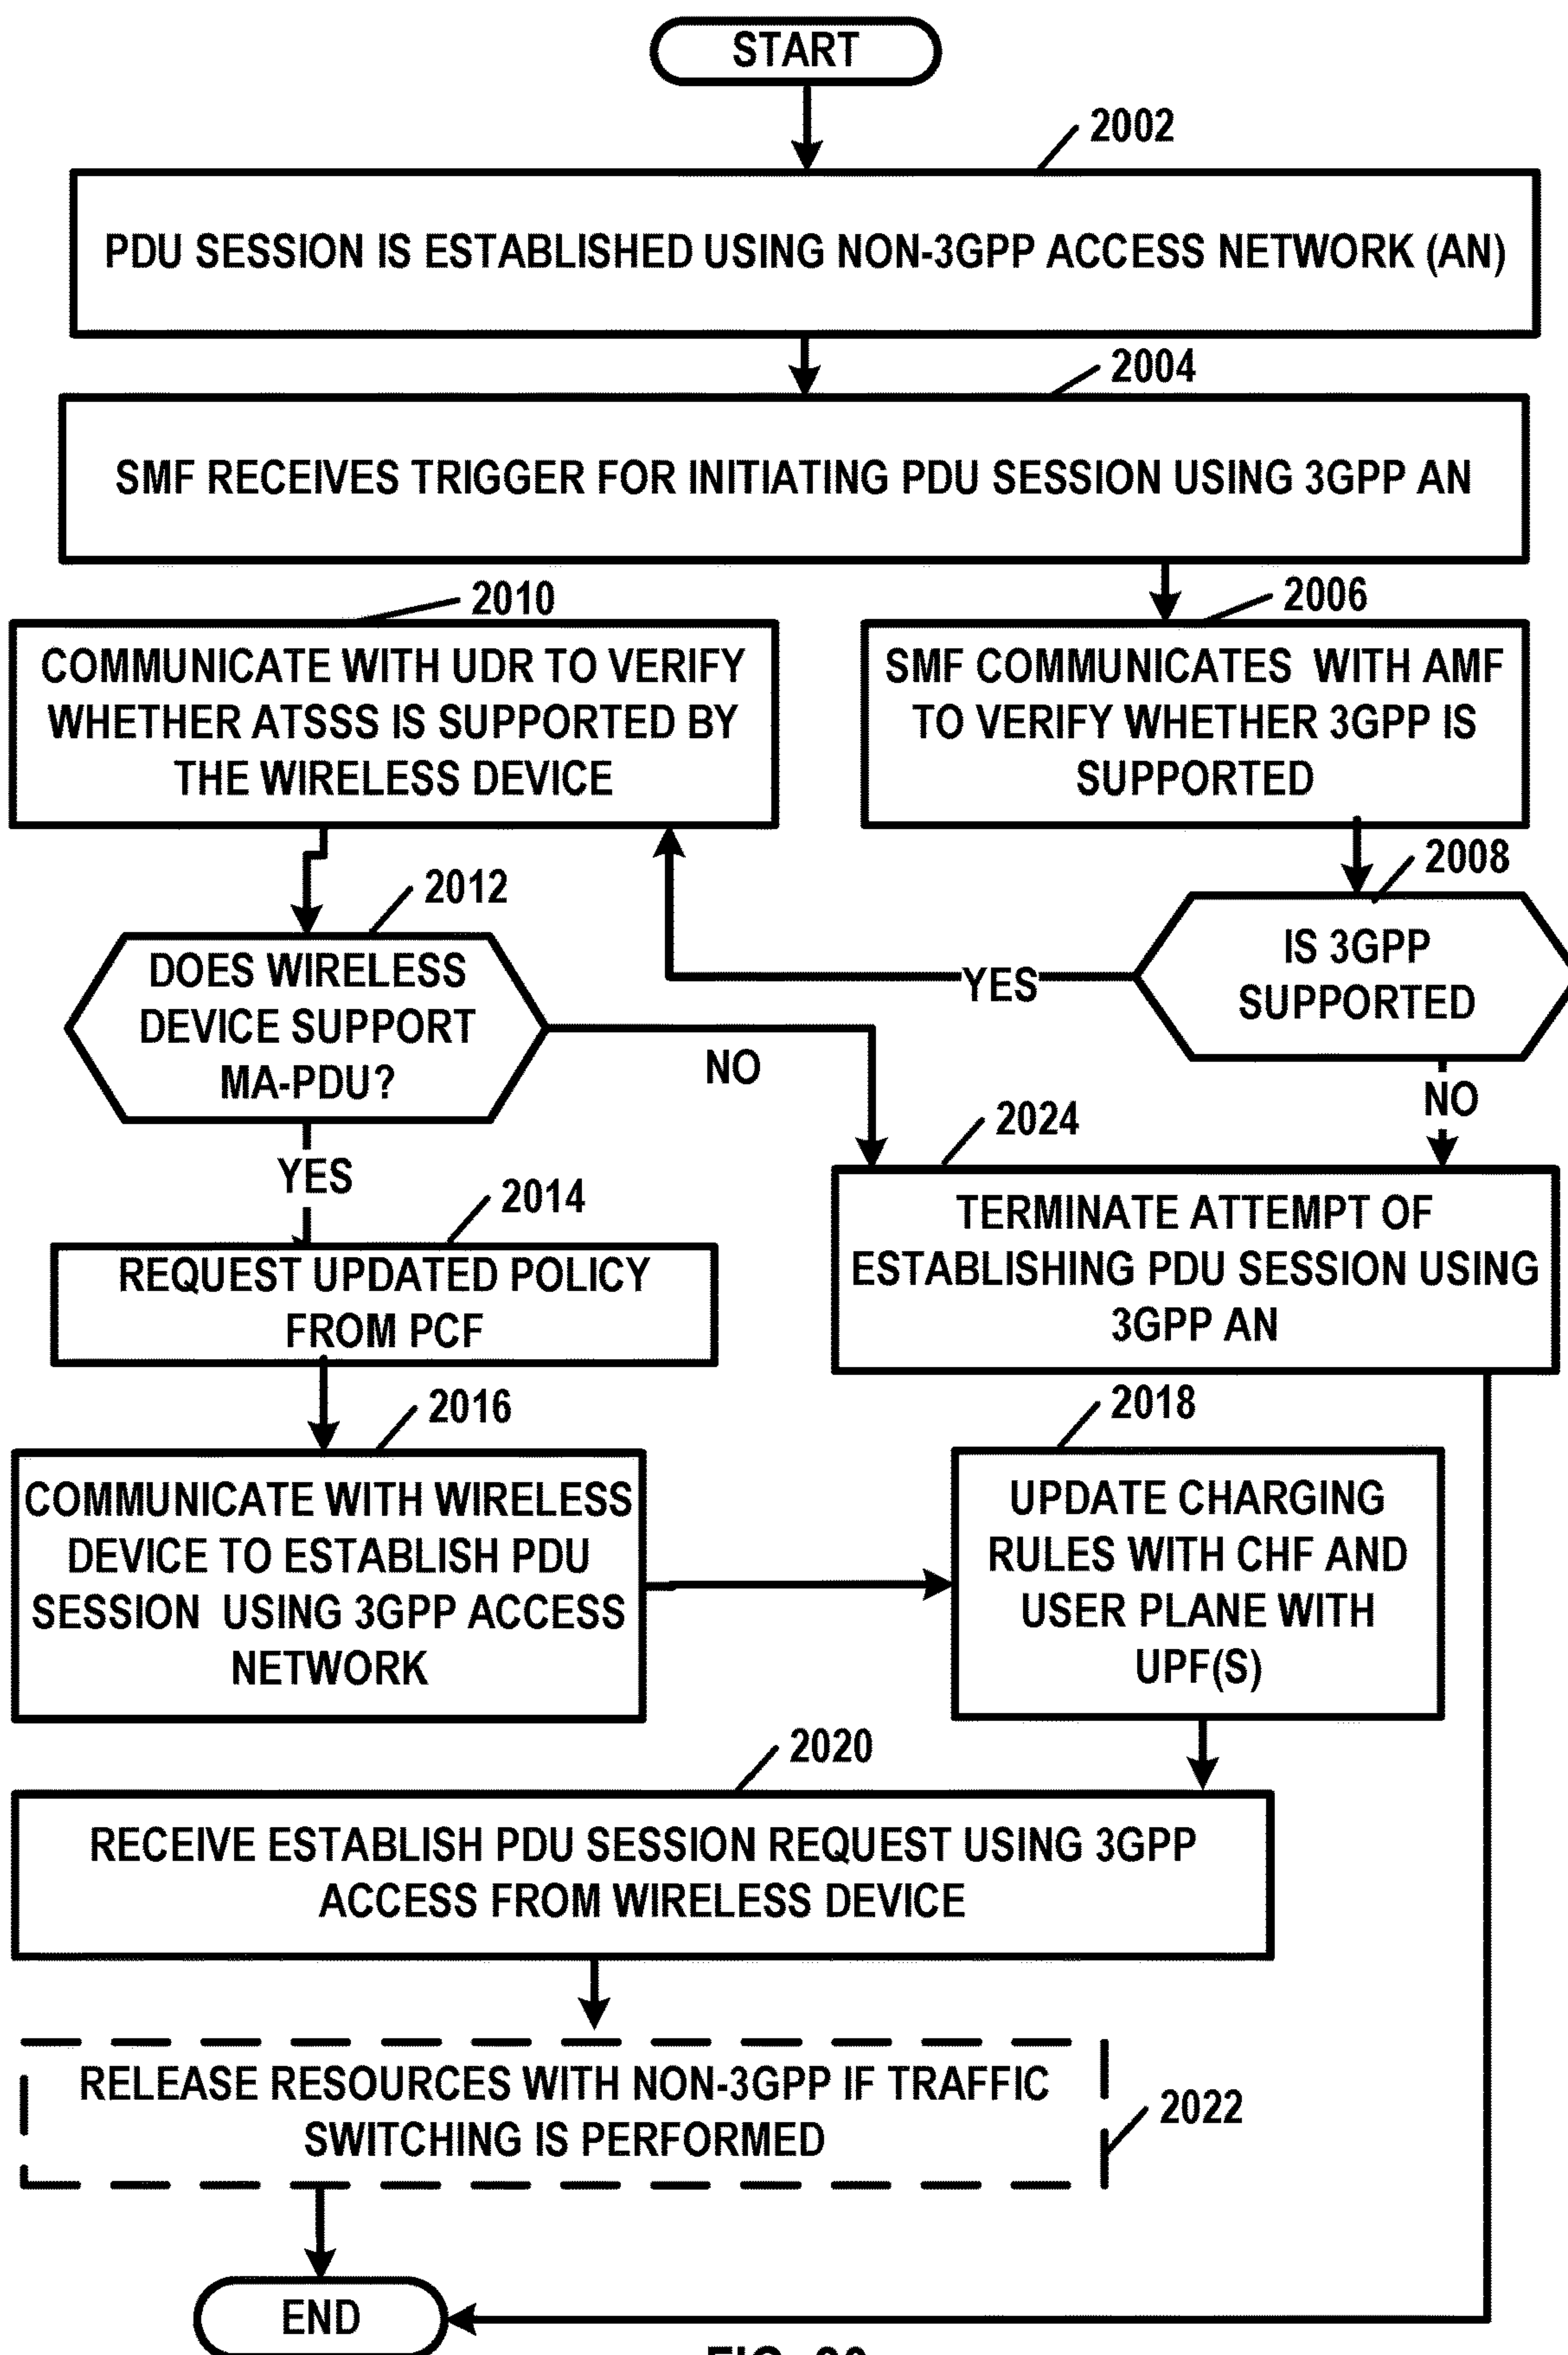 START
2002
PDU SESSION IS ESTABLISHED USING NON-3GPP ACCESS NETWORK (AN)
2004
SMF RECEIVES TRIGGER FOR INITIATING PDU SESSION USING 3GPP AN
2010
COMMUNICATE WITH UDR TO VERIFY
WHETHER ATSSS IS SUPPORTED BY
THE WIRELESS DEVICE
2006
SMF COMMUNICATES WITH AMF
TO VERIFY WHETHER 3GPP IS
SUPPORTED
2008
IS 3GPP
SUPPORTED
YES
NO
2012
DOES WIRELESS
DEVICE SUPPORT
MA-PDU?
NO
YES
2024
TERMINATE ATTEMPT OF
ESTABLISHING PDU SESSION USING
3GPP AN
2014
REQUEST UPDATED POLICY
FROM PCF
2016
COMMUNICATE WITH WIRELESS
DEVICE TO ESTABLISH PDU
SESSION USING 3GPP ACCESS
NETWORK
2018
UPDATE CHARGING
RULES WITH CHF AND
USER PLANE WITH
UPF(S)
2020
RECEIVE ESTABLISH PDU SESSION REQUEST USING 3GPP
ACCESS FROM WIRELESS DEVICE
RELEASE RESOURCES WITH NON-3GPP IF TRAFFIC
SWITCHING IS PERFORMED
2022
END